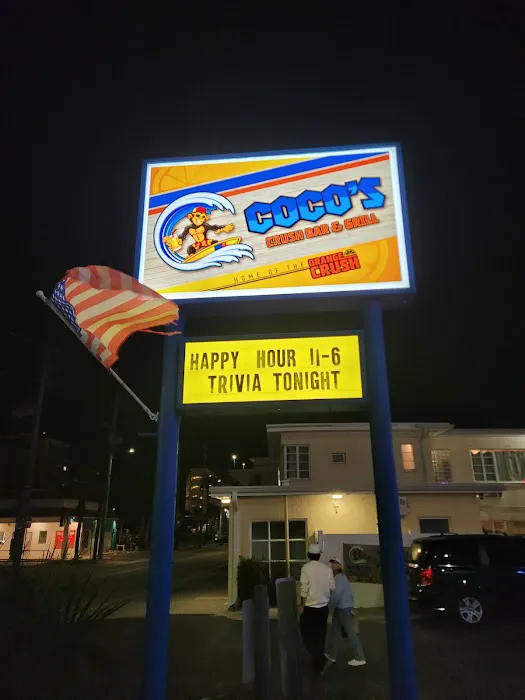 COCO'S
CRUSH BAR & GRILL
HOME OF THE ORANGE CRUSH
HAPPY HOUR 11-6
TRIVIA TONIGHT